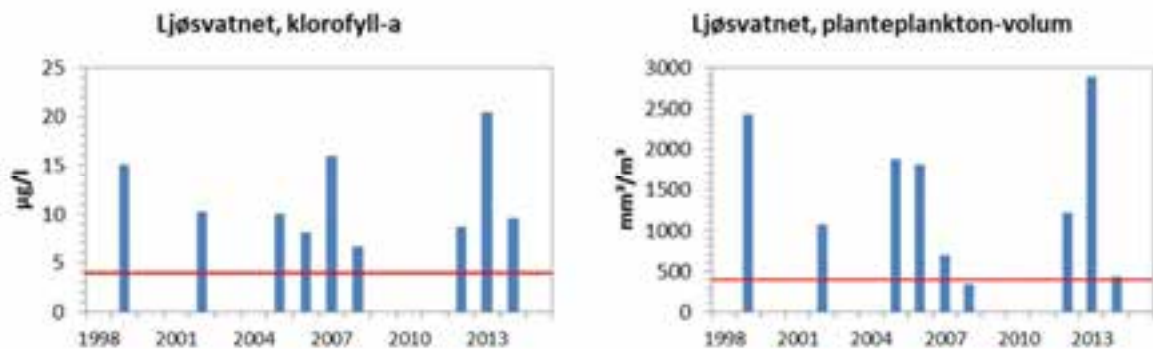 Ljøsvatnet, klorofyll-a
µg/l
25
20
15
10
5
0
1998 2001 2004 2007 2010 2013
Ljøsvatnet, planteplankton-volum
mm³/m³
3000
2500
2000
1500
1000
500
0
1998 2001 2004 2007 2010 2013